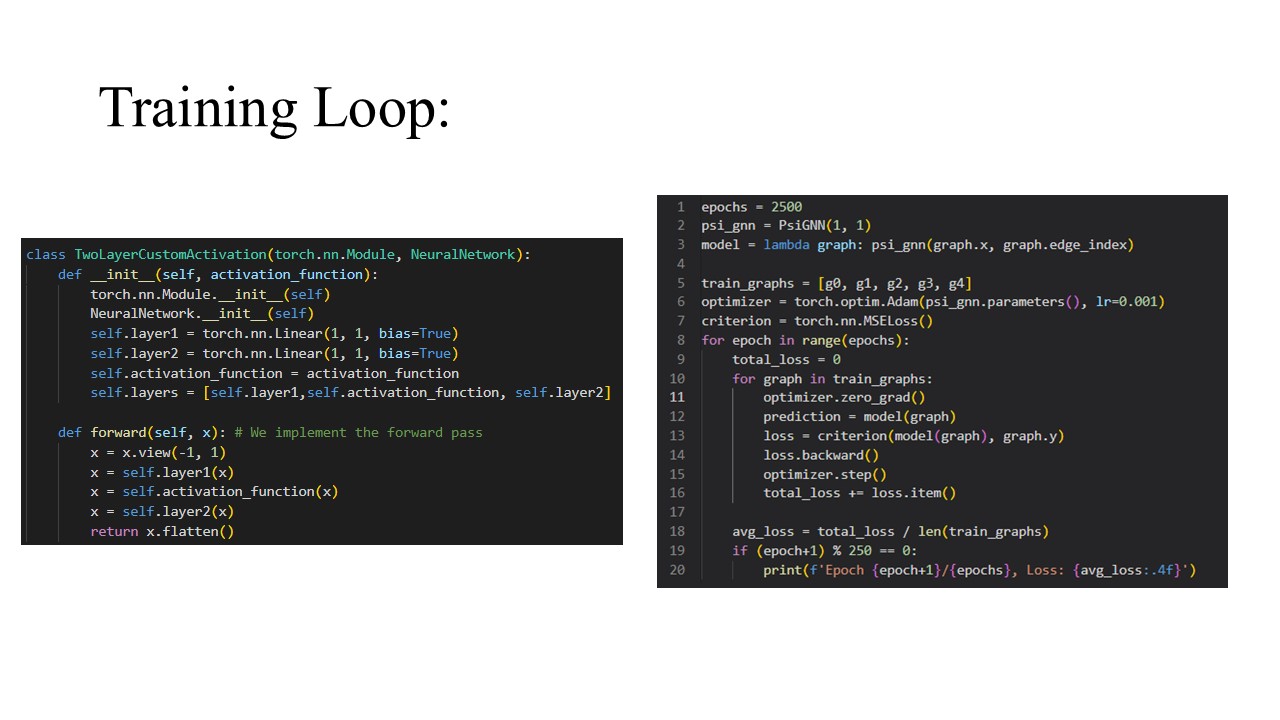 Training Loop:
class TwoLayerCustomActivation(torch.nn.Module, NeuralNetwork):
    def __init__(self, activation_function):
        torch.nn.Module.__init__(self)
        NeuralNetwork.__init__(self)
        self.layer1 = torch.nn.Linear(1, 1, bias=True)
        self.layer2 = torch.nn.Linear(1, 1, bias=True)
        self.activation_function = activation_function
        self.layers = [self.layer1,self.activation_function, self.layer2]
    def forward(self, x): # We implement the forward pass
        x = x.view(-1, 1)
        x = self.layer1(x)
        x = self.activation_function(x)
        x = self.layer2(x)
        return x.flatten()
1 epochs = 2500
2 psi_gnn = PsiGNN(1, 1)
3 model = lambda graph: psi_gnn(graph.x, graph.edge_index)
4
5 train_graphs = [g0, g1, g2, g3, g4]
6 optimizer = torch.optim.Adam(psi_gnn.parameters(), lr=0.001)
7 criterion = torch.nn.MSELoss()
8 for epoch in range(epochs):
9     total_loss = 0
10     for graph in train_graphs:
11         optimizer.zero_grad()
12         prediction = model(graph)
13         loss = criterion(model(graph), graph.y)
14         loss.backward()
15         optimizer.step()
16         total_loss += loss.item()
17
18     avg_loss = total_loss / len(train_graphs)
19     if (epoch+1) % 250 == 0:
20         print(f'Epoch {epoch+1}/{epochs}, Loss: {avg_loss:.4f}')